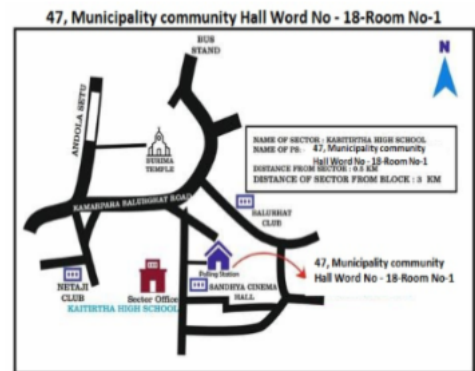 47, Municipality community Hall Word No - 18-Room No-1
BUS
STAND
N
ANDOLA SETU
SUSIMA
TEMPLE
NAME OF SECTOR : KABITIRTHA HIGH SCHOOL
NAME OF PS: 47, Municipality community
Hall Word No - 18-Room No-1
DISTANCE FROM SECTOR : 0.5 KM
DISTANCE OF SECTOR FROM BLOCK : 3 KM
KAMARPARA BALURGHAT ROAD
BALURHAT
CLUB
Polling Station
47, Municipality community
Hall Word No - 18-Room No-1
NETAJI
CLUB
Sector Office
KAITIRTHA HIGH SCHOOL
SANDHYA CINEMA
HALL